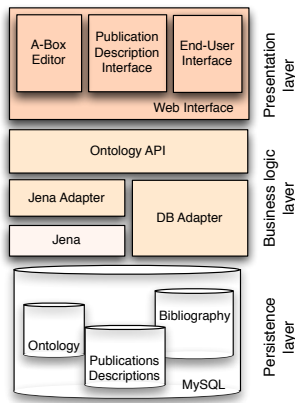 A-Box
Editor
Publication
Description
Interface
End-User
Interface
Web Interface
Presentation
layer
Ontology API
Jena Adapter
DB Adapter
Jena
Business logic
layer
Ontology
Publications
Descriptions
Bibliography
MySQL
Persistence
layer